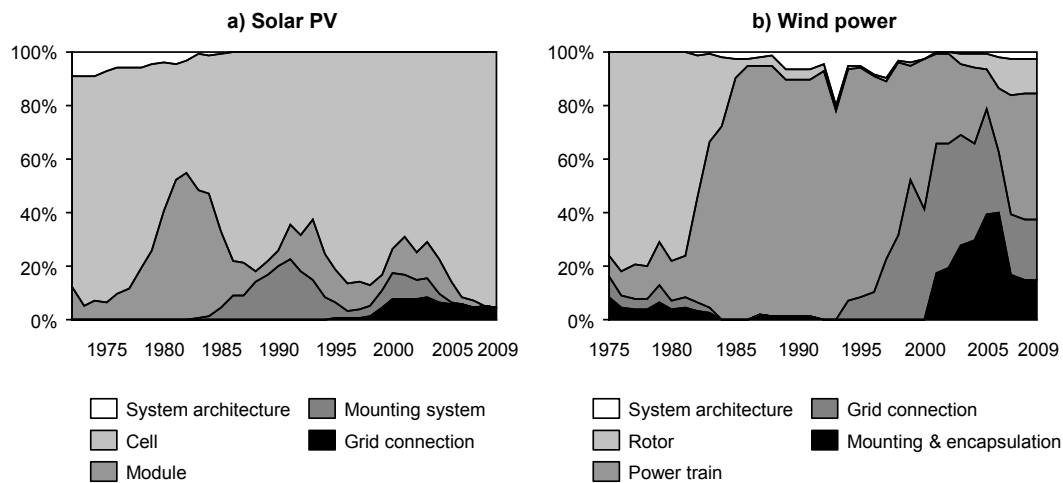 a) Solar PV
100%
80%
60%
40%
20%
0%
1975 1980 1985 1990 1995 2000 2005 2009
System architecture
Cell
Module
Mounting system
Grid connection
b) Wind power
100%
80%
60%
40%
20%
0%
1975 1980 1985 1990 1995 2000 2005 2009
System architecture
Rotor
Power train
Grid connection
Mounting & encapsulation